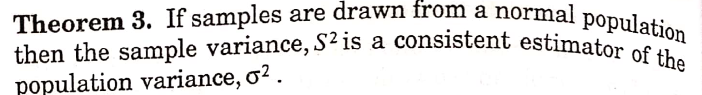 Theorem 3. If samples are drawn from a normal population
then the sample variance, S² is a consistent estimator of the
population variance, σ² .